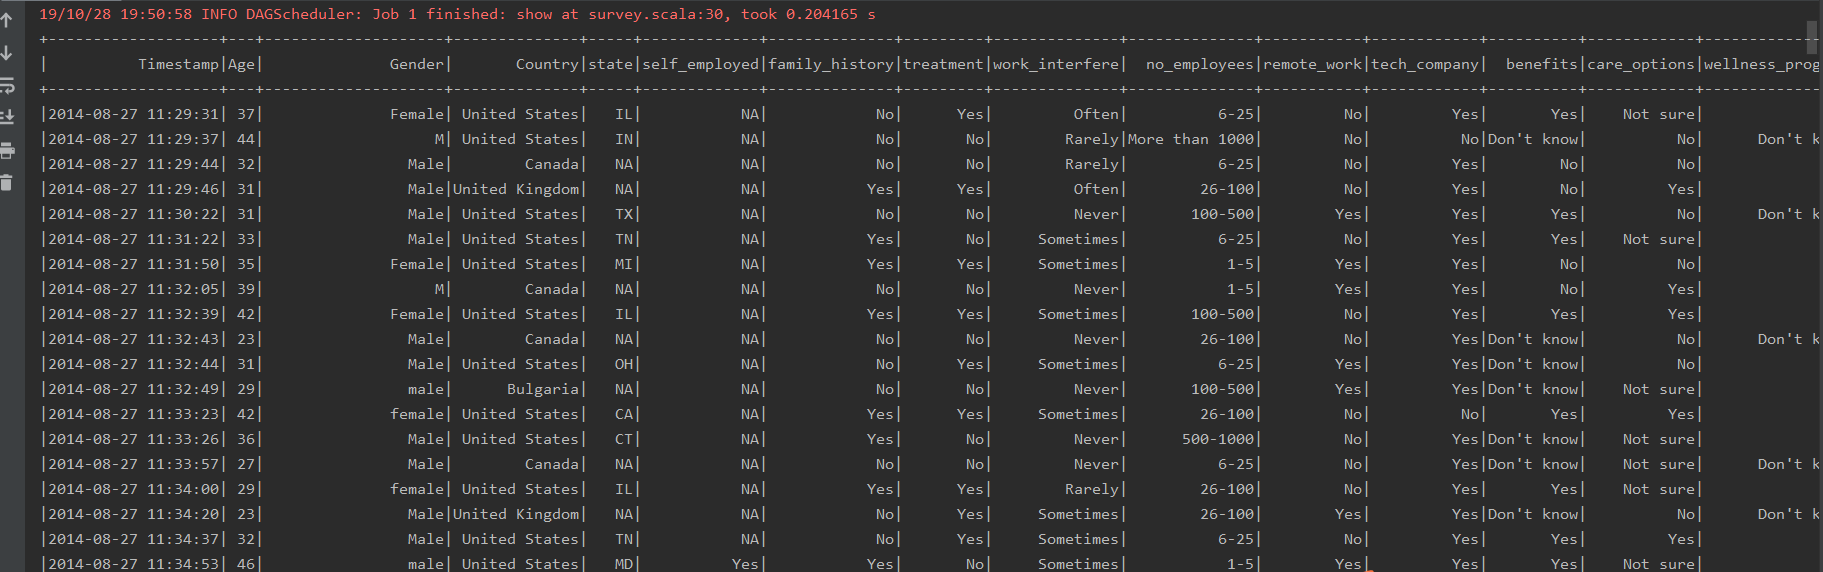 19/10/28 19:50:58 INFO DAGScheduler: Job 1 finished: show at survey.scala:30, took 0.204165 s
+-------------------+---+--------------------+--------------+-----+-------------+--------------+---------+--------------+--------------+-----------+------------+----------+------------+-------------
|          Timestamp|Age|              Gender|       Country|state|self_employed|family_history|treatment|work_interfere|  no_employees|remote_work|tech_company|  benefits|care_options|wellness_prog
+-------------------+---+--------------------+--------------+-----+-------------+--------------+---------+--------------+--------------+-----------+------------+----------+------------+-------------
|2014-08-27 11:29:31| 37|              Female| United States|   IL|           NA|            No|      Yes|         Often|          6-25|         No|         Yes|       Yes|    Not sure|
|2014-08-27 11:29:37| 44|                   M| United States|   IN|           NA|            No|       No|        Rarely|More than 1000|         No|          No|Don't know|          No|      Don't k
|2014-08-27 11:29:44| 32|                Male|        Canada|   NA|           NA|            No|       No|        Rarely|          6-25|         No|         Yes|        No|          No|
|2014-08-27 11:29:46| 31|                Male|United Kingdom|   NA|           NA|           Yes|      Yes|         Often|        26-100|         No|         Yes|        No|         Yes|
|2014-08-27 11:30:22| 31|                Male| United States|   TX|           NA|            No|       No|         Never|       100-500|        Yes|         Yes|       Yes|          No|      Don't k
|2014-08-27 11:31:22| 33|                Male| United States|   TN|           NA|           Yes|       No|     Sometimes|          6-25|         No|         Yes|       Yes|    Not sure|
|2014-08-27 11:31:50| 35|              Female| United States|   MI|           NA|           Yes|      Yes|     Sometimes|           1-5|        Yes|         Yes|        No|          No|
|2014-08-27 11:32:05| 39|                   M|        Canada|   NA|           NA|            No|       No|         Never|           1-5|        Yes|         Yes|        No|         Yes|
|2014-08-27 11:32:39| 42|              Female| United States|   IL|           NA|           Yes|      Yes|     Sometimes|       100-500|         No|         Yes|       Yes|         Yes|
|2014-08-27 11:32:43| 23|                Male|        Canada|   NA|           NA|            No|       No|         Never|        26-100|         No|         Yes|Don't know|          No|      Don't k
|2014-08-27 11:32:44| 31|                Male| United States|   OH|           NA|            No|      Yes|     Sometimes|          6-25|        Yes|         Yes|Don't know|          No|
|2014-08-27 11:32:49| 29|                male|      Bulgaria|   NA|           NA|            No|       No|         Never|       100-500|        Yes|         Yes|Don't know|    Not sure|
|2014-08-27 11:33:23| 42|              female| United States|   CA|           NA|           Yes|      Yes|     Sometimes|        26-100|         No|          No|       Yes|         Yes|
|2014-08-27 11:33:26| 36|                Male| United States|   CT|           NA|           Yes|       No|         Never|      500-1000|         No|         Yes|Don't know|    Not sure|
|2014-08-27 11:33:57| 27|                Male|        Canada|   NA|           NA|            No|       No|         Never|          6-25|         No|         Yes|Don't know|    Not sure|      Don't k
|2014-08-27 11:34:00| 29|              female| United States|   IL|           NA|           Yes|      Yes|        Rarely|        26-100|         No|         Yes|       Yes|    Not sure|
|2014-08-27 11:34:20| 23|                Male|United Kingdom|   NA|           NA|            No|      Yes|     Sometimes|        26-100|        Yes|         Yes|Don't know|          No|      Don't k
|2014-08-27 11:34:37| 32|                Male| United States|   TN|           NA|            No|      Yes|     Sometimes|          6-25|         No|         Yes|       Yes|         Yes|
|2014-08-27 11:34:53| 46|                male| United States|   MD|          Yes|           Yes|       No|     Sometimes|           1-5|        Yes|         Yes|       Yes|    Not sure|